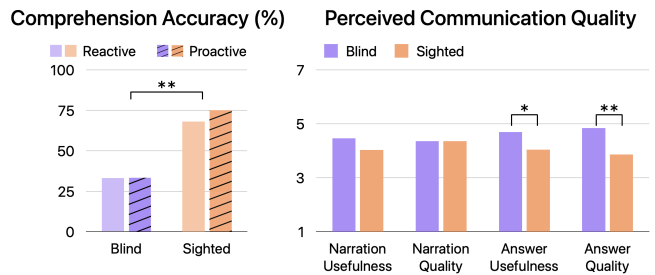 Comprehension Accuracy (%)
Reactive Proactive
100
75
50
25
0
**
Blind Sighted
Perceived Communication Quality
Blind Sighted
7
5
3
1
*
**
Narration
Usefulness
Narration
Quality
Answer
Usefulness
Answer
Quality